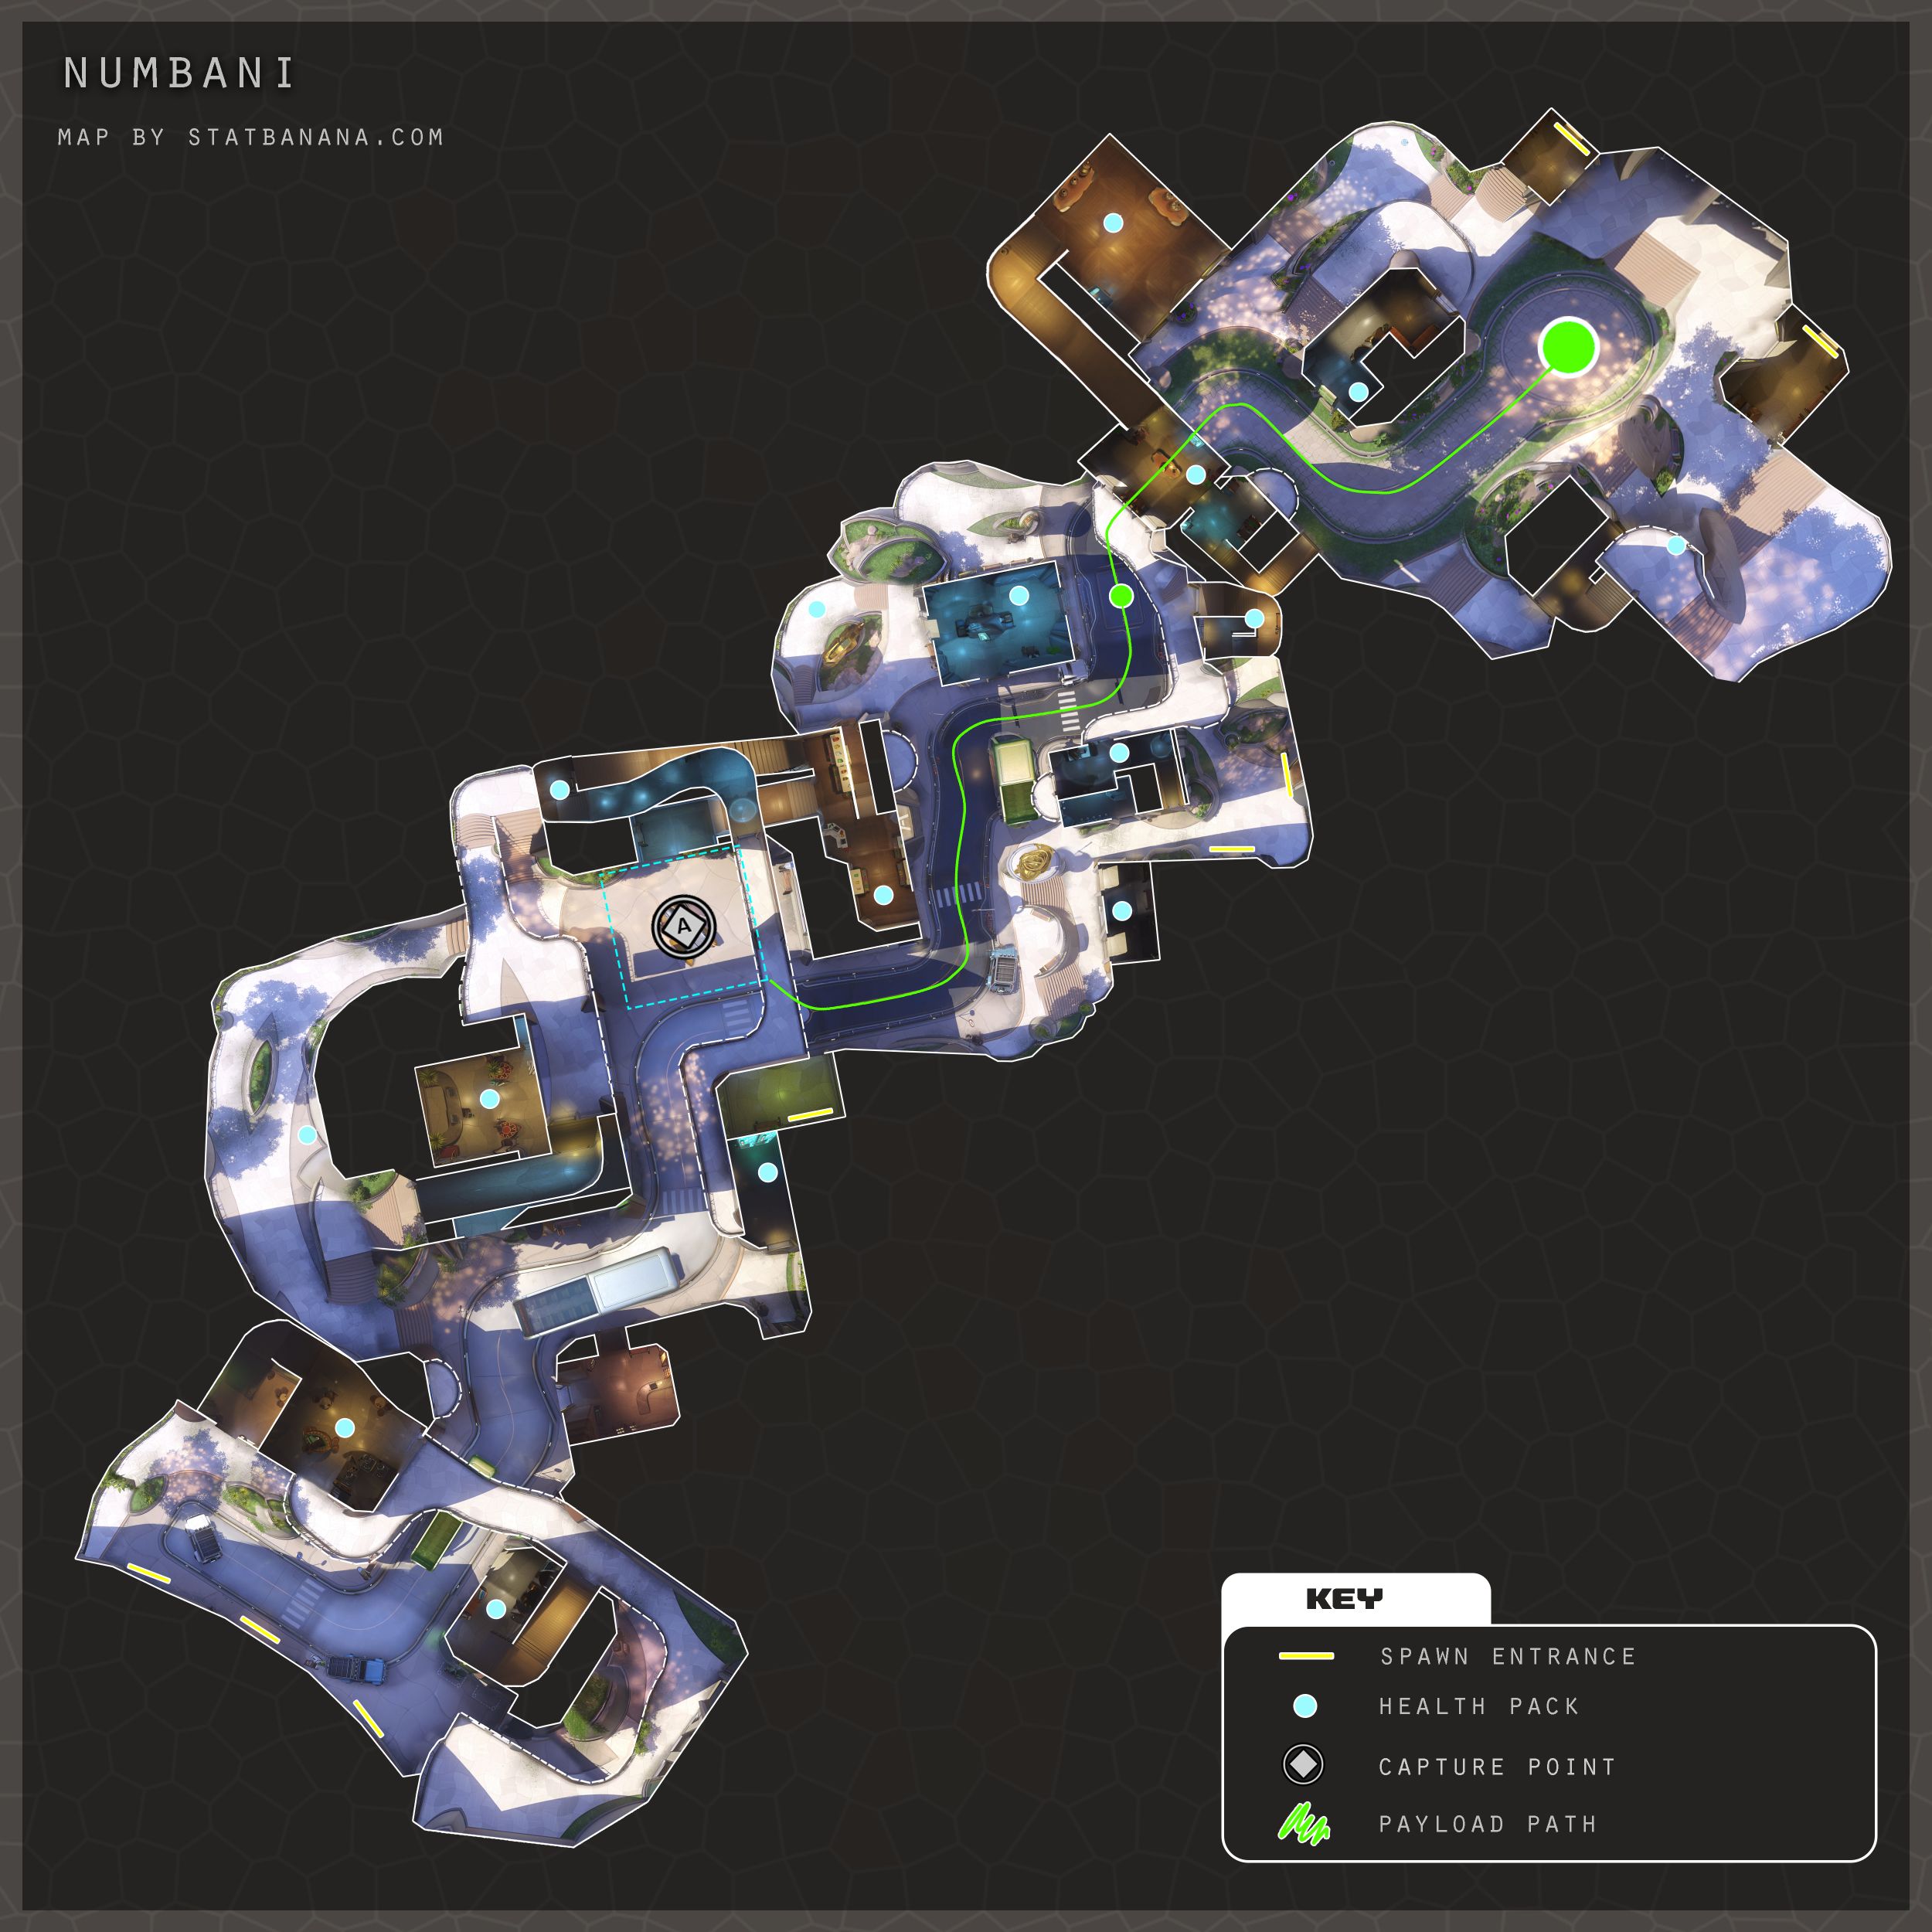 NUMBANI
MAP BY STATBANANA.COM
A
KEY
SPAWN ENTRANCE
HEALTH PACK
CAPTURE POINT
PAYLOAD PATH